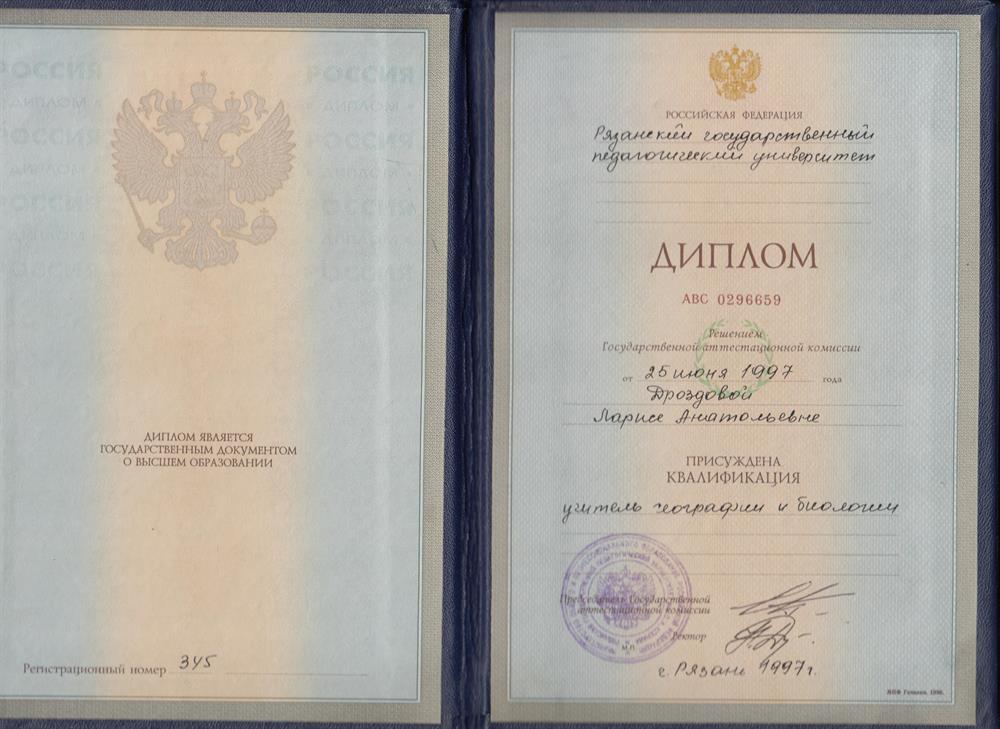 РОССИЯ РОССИЯ
ДИПЛОМ ЯВЛЯЕТСЯ
ГОСУДАРСТВЕННЫМ ДОКУМЕНТОМ
О ВЫСШЕМ ОБРАЗОВАНИИ
Регистрационный номер 345
РОССИЙСКАЯ ФЕДЕРАЦИЯ
Рязанский государственный
педагогический университет
ДИПЛОМ
АВС 0296659
Решением
Государственной аттестационной комиссии
от 25 июня 1997 года
Дроздовой
Ларисе Анатольевне
ПРИСУЖДЕНА
КВАЛИФИКАЦИЯ
учитель географии и биологии
Председатель Государственной
аттестационной комиссии
Ректор
М.П.
г. Рязань 1997г.